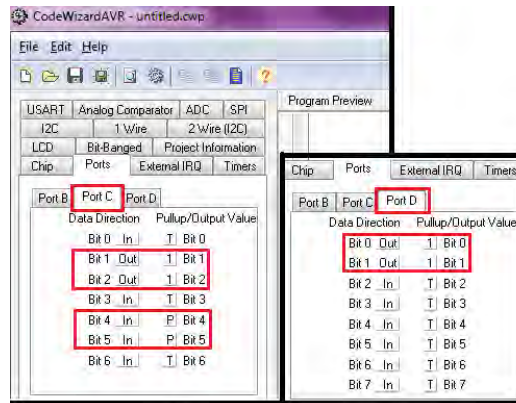 CodeWizardAVR - untitled.cwp
File Edit Help
USART Analog Comparator ADC SPI
I2C 1 Wire 2 Wire (I2C)
LCD Bit-Banged Project Information
Chip Ports External IRQ Timers
Port B Port C Port D
Data Direction Pullup/Output Value
Bit 0 In T Bit 0
Bit 1 Out 1 Bit 1
Bit 2 Out 1 Bit 2
Bit 3 In T Bit 3
Bit 4 In P Bit 4
Bit 5 In P Bit 5
Bit 6 In T Bit 6
Program Preview
Chip Ports External IRQ Timers
Port B Port C Port D
Data Direction Pullup/Output Value
Bit 0 Out 1 Bit 0
Bit 1 Out 1 Bit 1
Bit 2 In T Bit 2
Bit 3 In T Bit 3
Bit 4 In T Bit 4
Bit 5 In T Bit 5
Bit 6 In T Bit 6
Bit 7 In T Bit 7